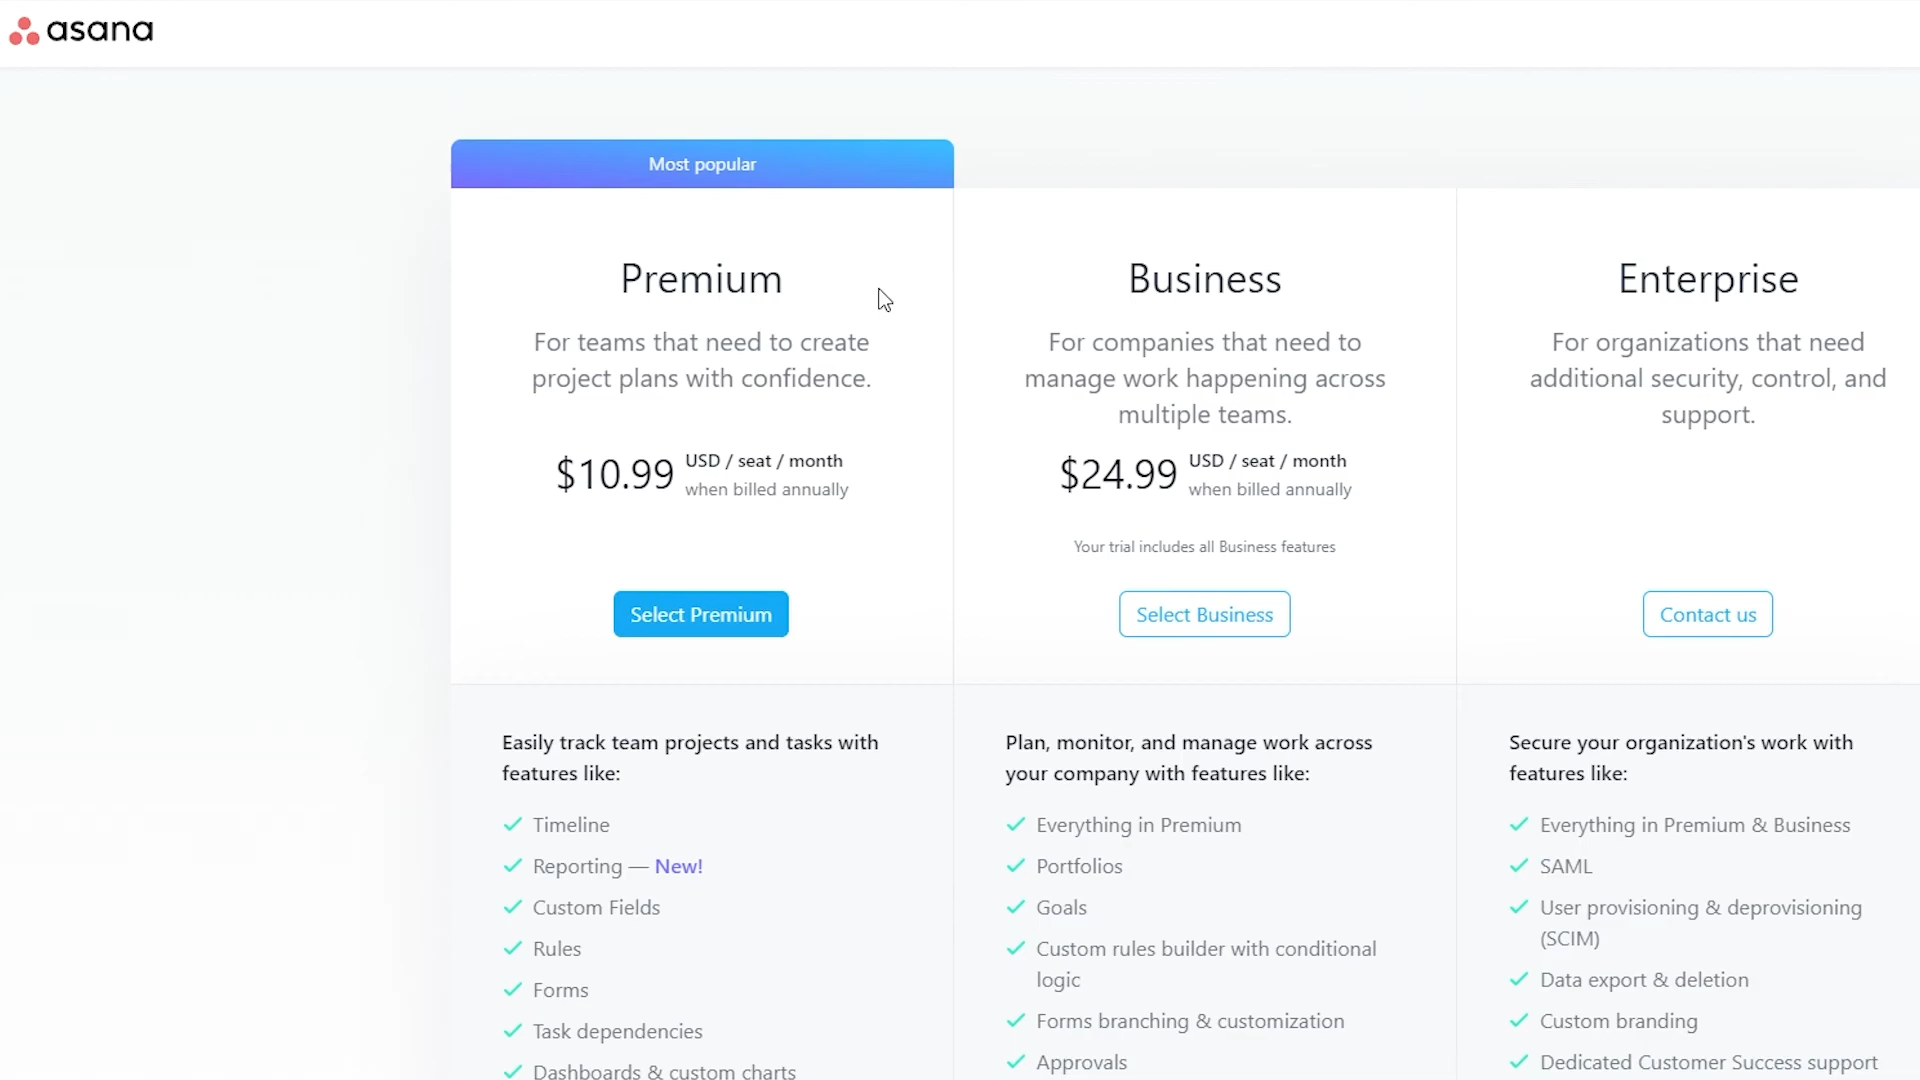 asana
Most popular
Premium
For teams that need to create
project plans with confidence.
$10.99 USD / seat / month
when billed annually
Select Premium
Easily track team projects and tasks with
features like:
Timeline
Reporting — New!
Custom Fields
Rules
Forms
Task dependencies
Dashboards & custom charts
Business
For companies that need to
manage work happening across
multiple teams.
$24.99 USD / seat / month
when billed annually
Your trial includes all Business features
Select Business
Plan, monitor, and manage work across
your company with features like:
Everything in Premium
Portfolios
Goals
Custom rules builder with conditional
logic
Forms branching & customization
Approvals
Enterprise
For organizations that need
additional security, control, and
support.
Contact us
Secure your organization's work with
features like:
Everything in Premium & Business
SAML
User provisioning & deprovisioning
(SCIM)
Data export & deletion
Custom branding
Dedicated Customer Success support